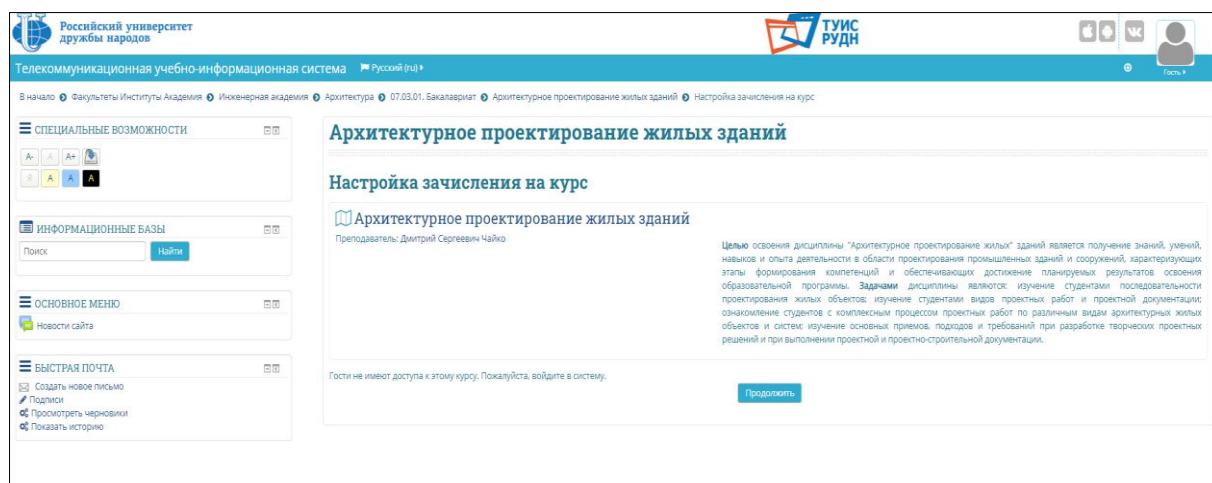 Российский университет
дружбы народов
ТУИС
РУДН
Телекоммуникационная учебно-информационная система Русский (ru)
Гость
В начало Факультеты Институты Академия Инженерная академия Архитектура 07.03.01. Бакалавриат Архитектурное проектирование жилых зданий Настройка зачисления на курс
СПЕЦИАЛЬНЫЕ ВОЗМОЖНОСТИ
A- A A+
R A A A
ИНФОРМАЦИОННЫЕ БАЗЫ
Поиск Найти
ОСНОВНОЕ МЕНЮ
Новости сайта
БЫСТРАЯ ПОЧТА
Создать новое письмо
Подписи
Просмотреть черновики
Показать историю
Архитектурное проектирование жилых зданий
Настройка зачисления на курс
Архитектурное проектирование жилых зданий
Преподаватель: Дмитрий Сергеевич Чайко
Целью освоения дисциплины "Архитектурное проектирование жилых" зданий является получение знаний, умений,
навыков и опыта деятельности в области проектирования промышленных зданий и сооружений, характеризующих
этапы формирования компетенций и обеспечивающих достижение планируемых результатов освоения
образовательной программы. Задачами дисциплины являются: изучение студентами последовательности
проектирования жилых объектов; изучение студентами видов проектных работ и проектной документации;
ознакомление студентов с комплексным процессом проектных работ по различным видам архитектурных жилых
объектов и систем; изучение основных приемов, подходов и требований при разработке творческих проектных
решений и при выполнении проектной и проектно-строительной документации.
Гости не имеют доступа к этому курсу. Пожалуйста, войдите в систему.
Продолжить